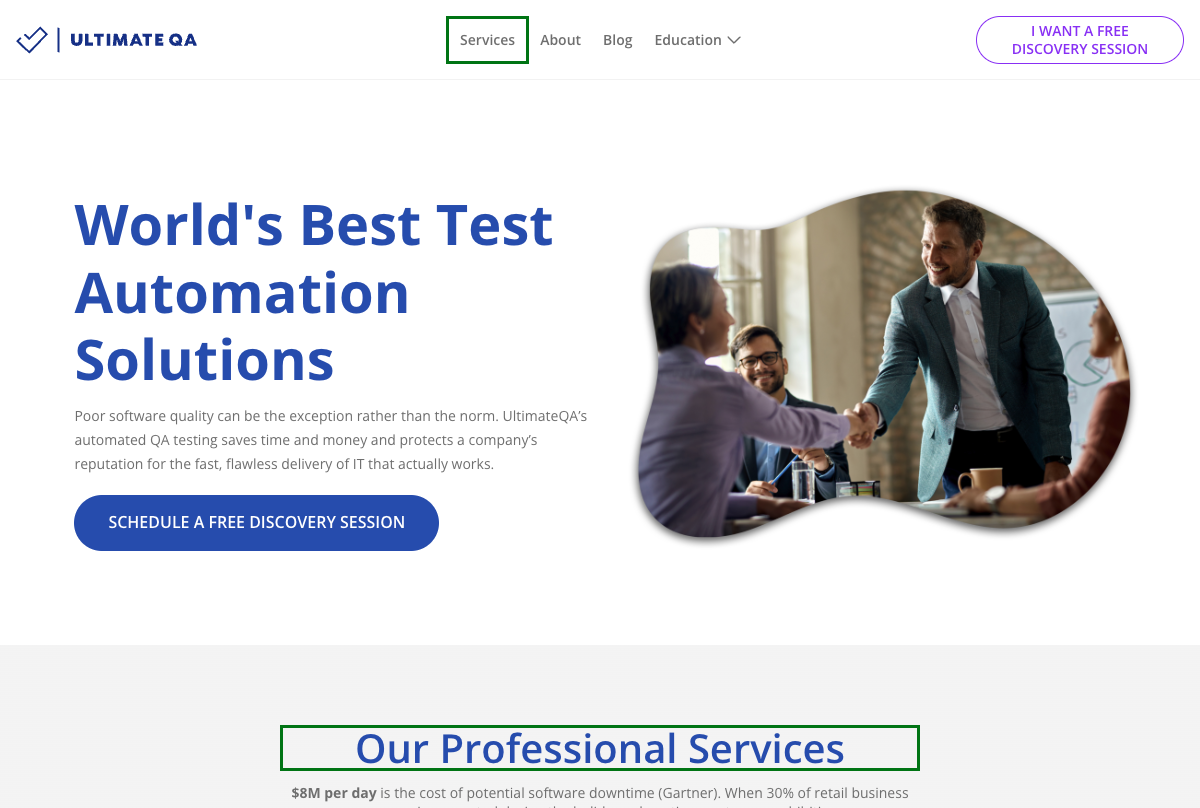 ULTIMATE QA
Services
About
Blog
Education
I WANT A FREE
DISCOVERY SESSION
World's Best Test
Automation
Solutions
Poor software quality can be the exception rather than the norm. UltimateQA’s
automated QA testing saves time and money and protects a company’s
reputation for the fast, flawless delivery of IT that actually works.
SCHEDULE A FREE DISCOVERY SESSION
Our Professional Services
$8M per day is the cost of potential software downtime (Gartner). When 30% of retail business